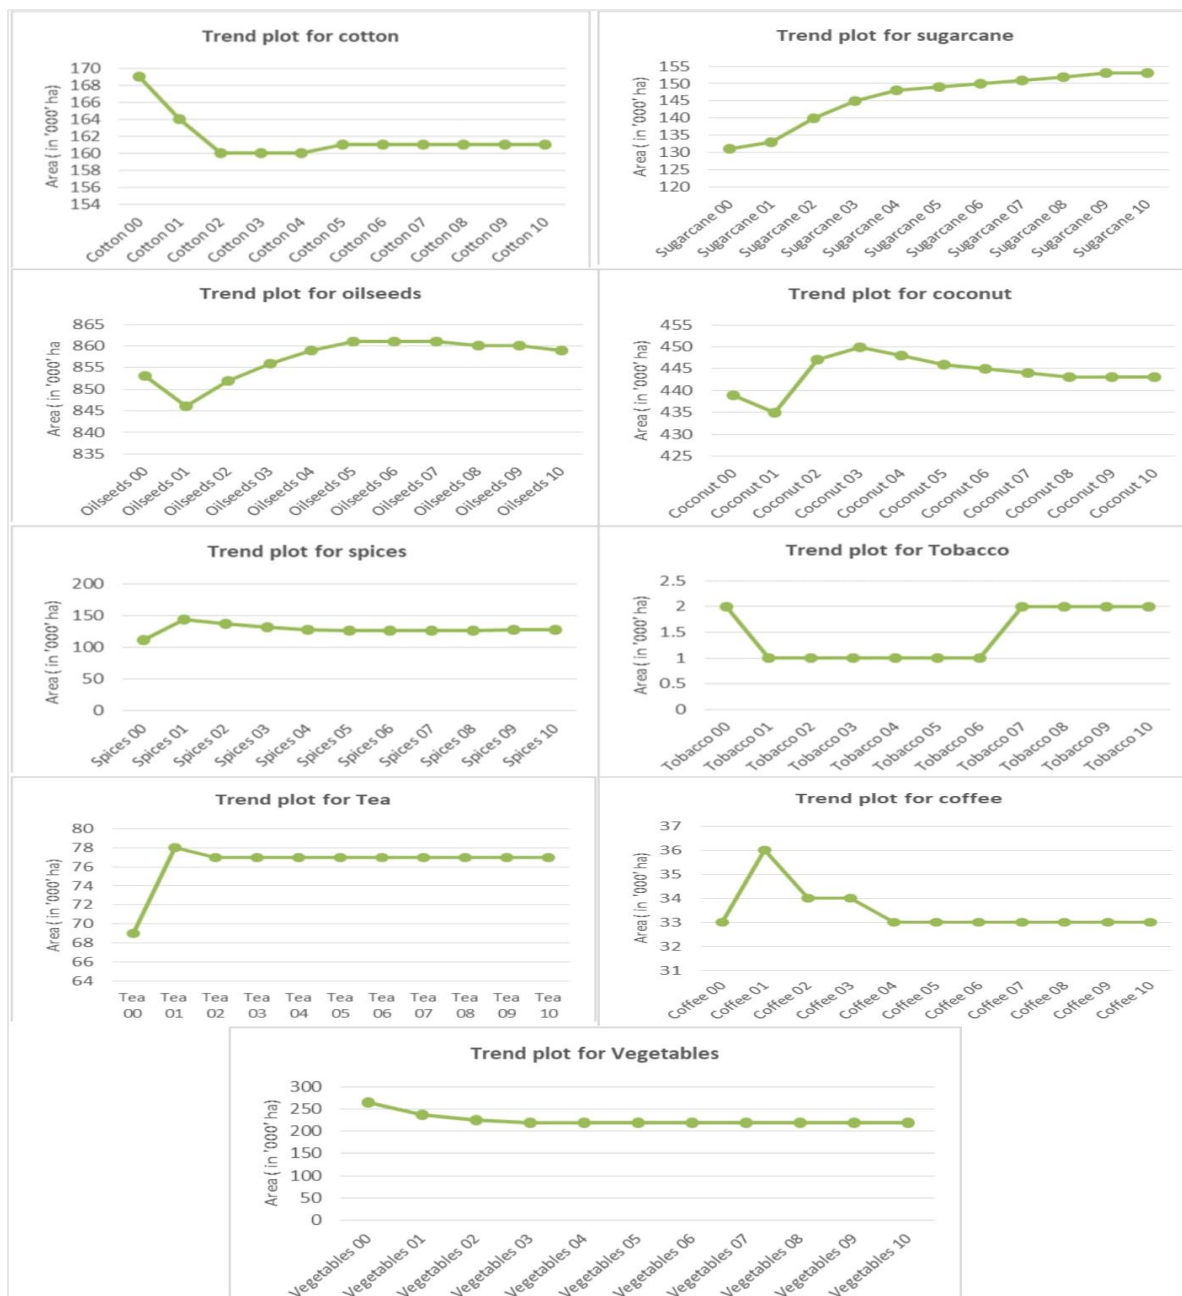 Trend plot for cotton
Area ( in '000' ha)
170
168
166
164
162
160
158
156
154
Cotton 00
Cotton 01
Cotton 02
Cotton 03
Cotton 04
Cotton 05
Cotton 06
Cotton 07
Cotton 08
Cotton 09
Cotton 10
Trend plot for sugarcane
Area ( in '000' ha)
155
150
145
140
135
130
125
120
Sugarcane 00
Sugarcane 01
Sugarcane 02
Sugarcane 03
Sugarcane 04
Sugarcane 05
Sugarcane 06
Sugarcane 07
Sugarcane 08
Sugarcane 09
Sugarcane 10
Trend plot for oilseeds
Area ( in '000' ha
865
860
855
850
845
840
835
Oilseeds 00
Oilseeds 01
Oilseeds 02
Oilseeds 03
Oilseeds 04
Oilseeds 05
Oilseeds 06
Oilseeds 07
Oilseeds 08
Oilseeds 09
Oilseeds 10
Trend plot for coconut
Area ( in '000' ha)
455
450
445
440
435
430
425
Coconut 00
Coconut 01
Coconut 02
Coconut 03
Coconut 04
Coconut 05
Coconut 06
Coconut 07
Coconut 08
Coconut 09
Coconut 10
Trend plot for spices
Area ( in '000' ha)
200
150
100
50
0
Spices 00
Spices 01
Spices 02
Spices 03
Spices 04
Spices 05
Spices 06
Spices 07
Spices 08
Spices 09
Spices 10
Trend plot for Tobacco
Area ( in '000' ha)
2.5
2
1.5
1
0.5
0
Tobacco 00
Tobacco 01
Tobacco 02
Tobacco 03
Tobacco 04
Tobacco 05
Tobacco 06
Tobacco 07
Tobacco 08
Tobacco 09
Tobacco 10
Trend plot for Tea
Area ( in '000' ha)
80
78
76
74
72
70
68
66
64
Tea 00
Tea 01
Tea 02
Tea 03
Tea 04
Tea 05
Tea 06
Tea 07
Tea 08
Tea 09
Tea 10
Trend plot for coffee
Area ( in '000' ha)
37
36
35
34
33
32
31
Coffee 00
Coffee 01
Coffee 02
Coffee 03
Coffee 04
Coffee 05
Coffee 06
Coffee 07
Coffee 08
Coffee 09
Coffee 10
Trend plot for Vegetables
Area ( in '000' ha)
300
250
200
150
100
50
0
Vegetables 00
Vegetables 01
Vegetables 02
Vegetables 03
Vegetables 04
Vegetables 05
Vegetables 06
Vegetables 07
Vegetables 08
Vegetables 09
Vegetables 10